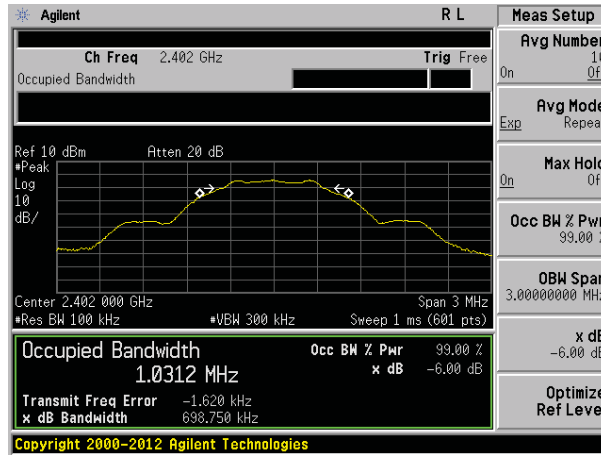 Agilent R L Meas Setup
Ch Freq 2.402 GHz Trig Free
Occupied Bandwidth
Avg Number
On
Avg Mode
Exp
Max Hold
On
Occ BW % Pwr
99.00 %
OBW Span
3.00000000
x dB
-6.00 dB
Optimize
Ref Level
Ref 10 dBm Atten 20 dB
#Peak
Log
10
dB/
Center 2.402 000 GHz Span 3 MHz
#Res BW 100 kHz #VBW 300 kHz Sweep 1 ms (601 pts)
Occupied Bandwidth Occ BW % Pwr 99.00 %
1.0312 MHz x dB -6.00 dB
Transmit Freq Error -1.620 kHz
x dB Bandwidth 698.750 kHz
Copyright 2000-2012 Agilent Technologies